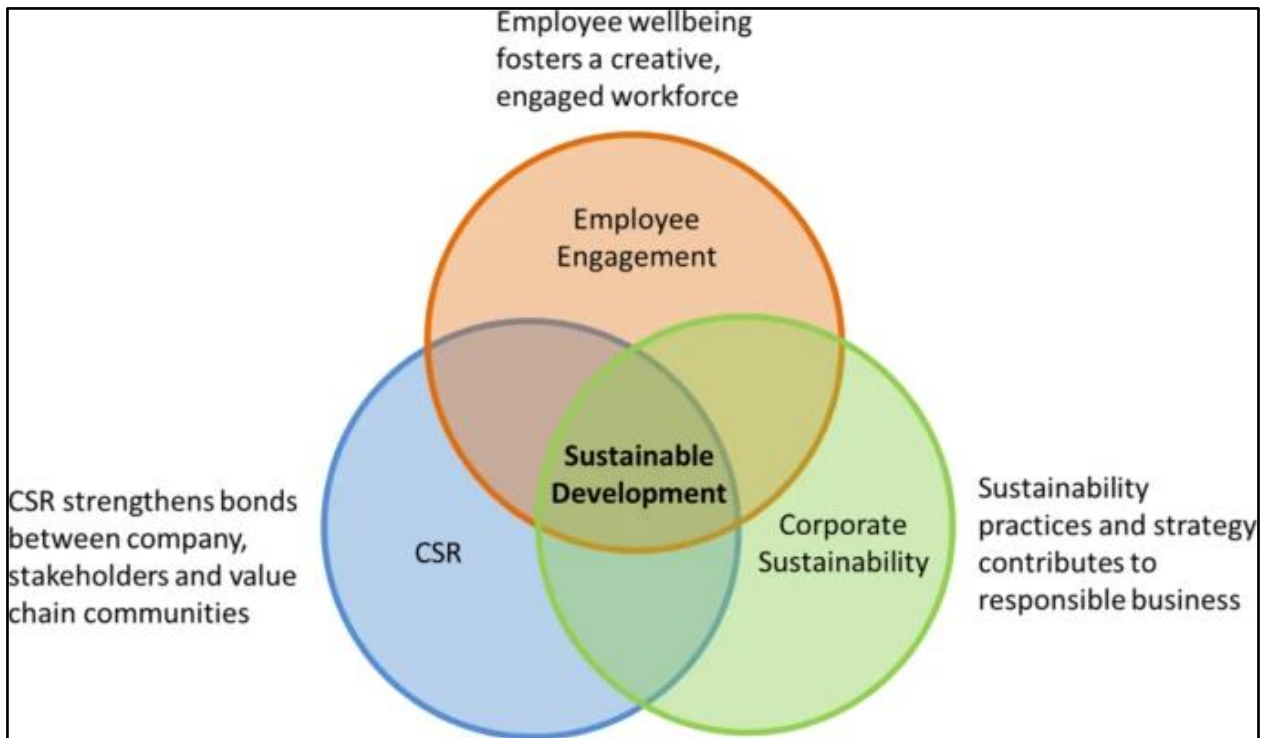 Employee wellbeing
fosters a creative,
engaged workforce
Employee
Engagement
Sustainable
Development
CSR strengthens bonds
between company,
stakeholders and value
chain communities
CSR
Corporate
Sustainability
Sustainability
practices and strategy
contributes to
responsible business